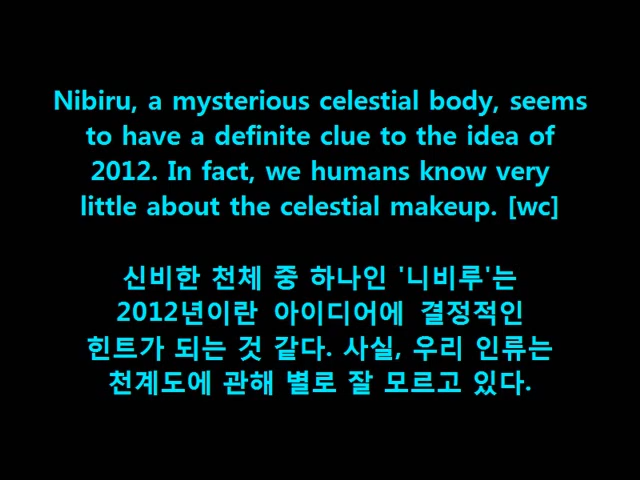 Nibiru, a mysterious celestial body, seems
to have a definite clue to the idea of
2012. In fact, we humans know very
little about the celestial makeup. [wc]
신비한 천체 중 하나인 '니비루'는
2012년이란 아이디어에 결정적인
힌트가 되는 것 같다. 사실, 우리 인류는
천계도에 관해 별로 잘 모르고 있다.